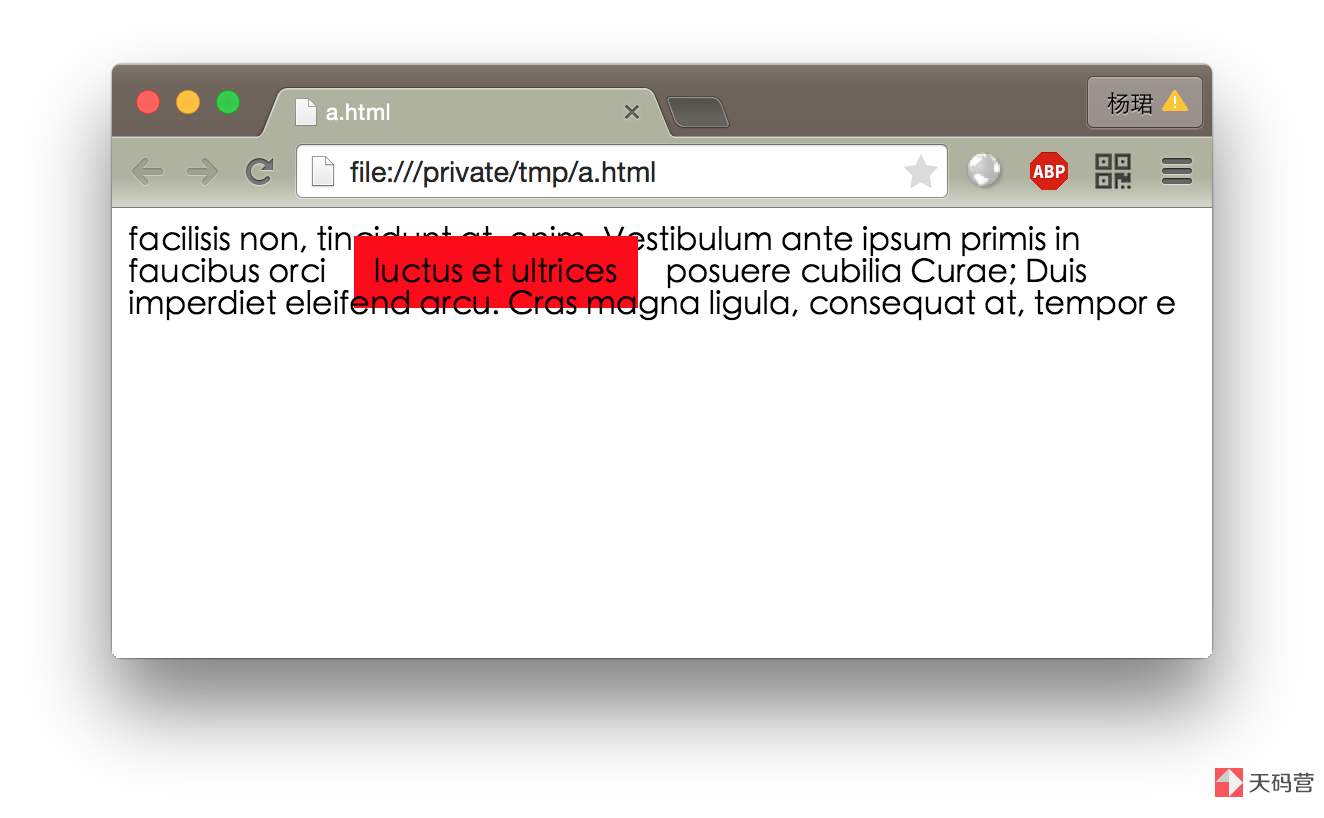 a.html
杨珺
file:///private/tmp/a.html
ABP
facilisis non, tincidunt at, enim. Vestibulum ante ipsum primis in
faucibus orci luctus et ultrices posuere cubilia Curae; Duis
imperdiet eleifend arcu. Cras magna ligula, consequat at, tempor e
天码营